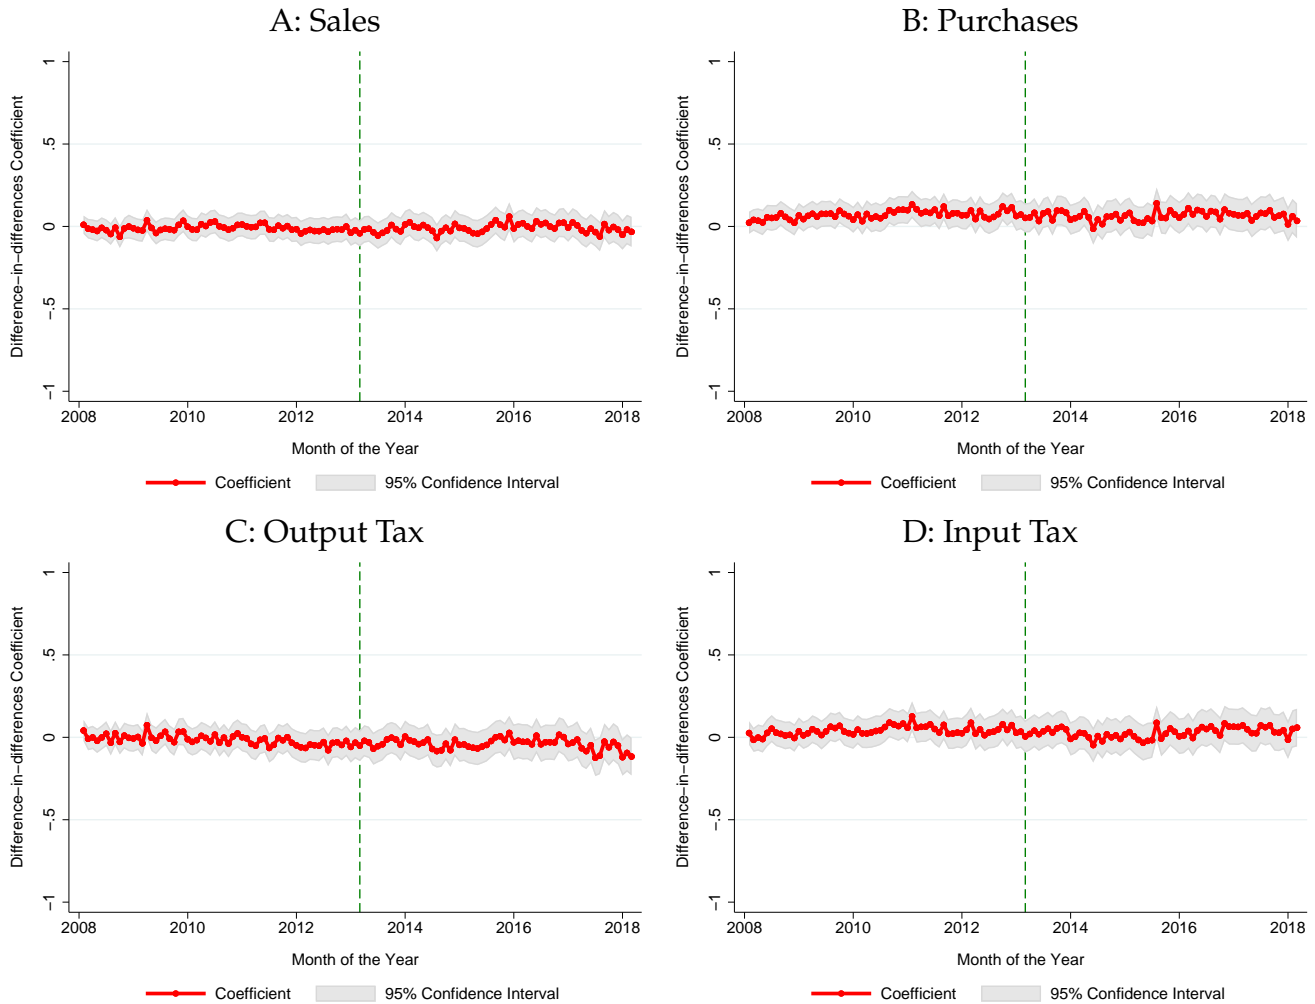 A: Sales
Difference-in-differences Coefficient
1
.5
0
-.5
-1
2008 2010 2012 2014 2016 2018
Month of the Year
Coefficient 95% Confidence Interval
B: Purchases
Difference-in-differences Coefficient
1
.5
0
-.5
-1
2008 2010 2012 2014 2016 2018
Month of the Year
Coefficient 95% Confidence Interval
C: Output Tax
Difference-in-differences Coefficient
1
.5
0
-.5
-1
2008 2010 2012 2014 2016 2018
Month of the Year
Coefficient 95% Confidence Interval
D: Input Tax
Difference-in-differences Coefficient
1
.5
0
-.5
-1
2008 2010 2012 2014 2016 2018
Month of the Year
Coefficient 95% Confidence Interval